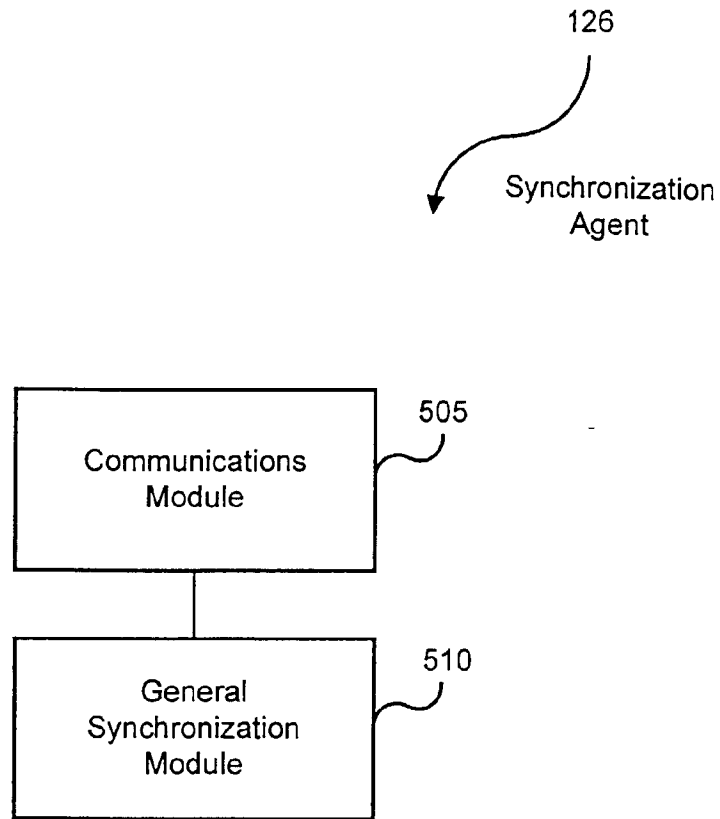 126
Synchronization
Agent
505
Communications
Module
510
General
Synchronization
Module